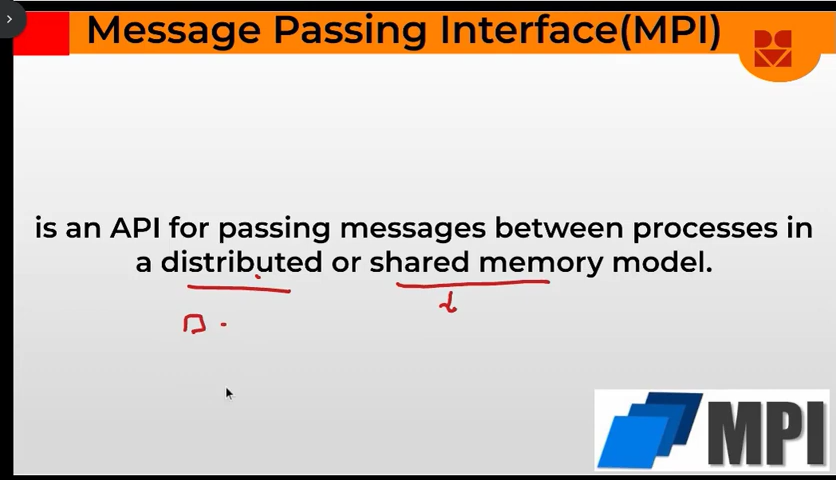 Message Passing Interface(MPI)
is an API for passing messages between processes in
a distributed or shared memory model.
MPI